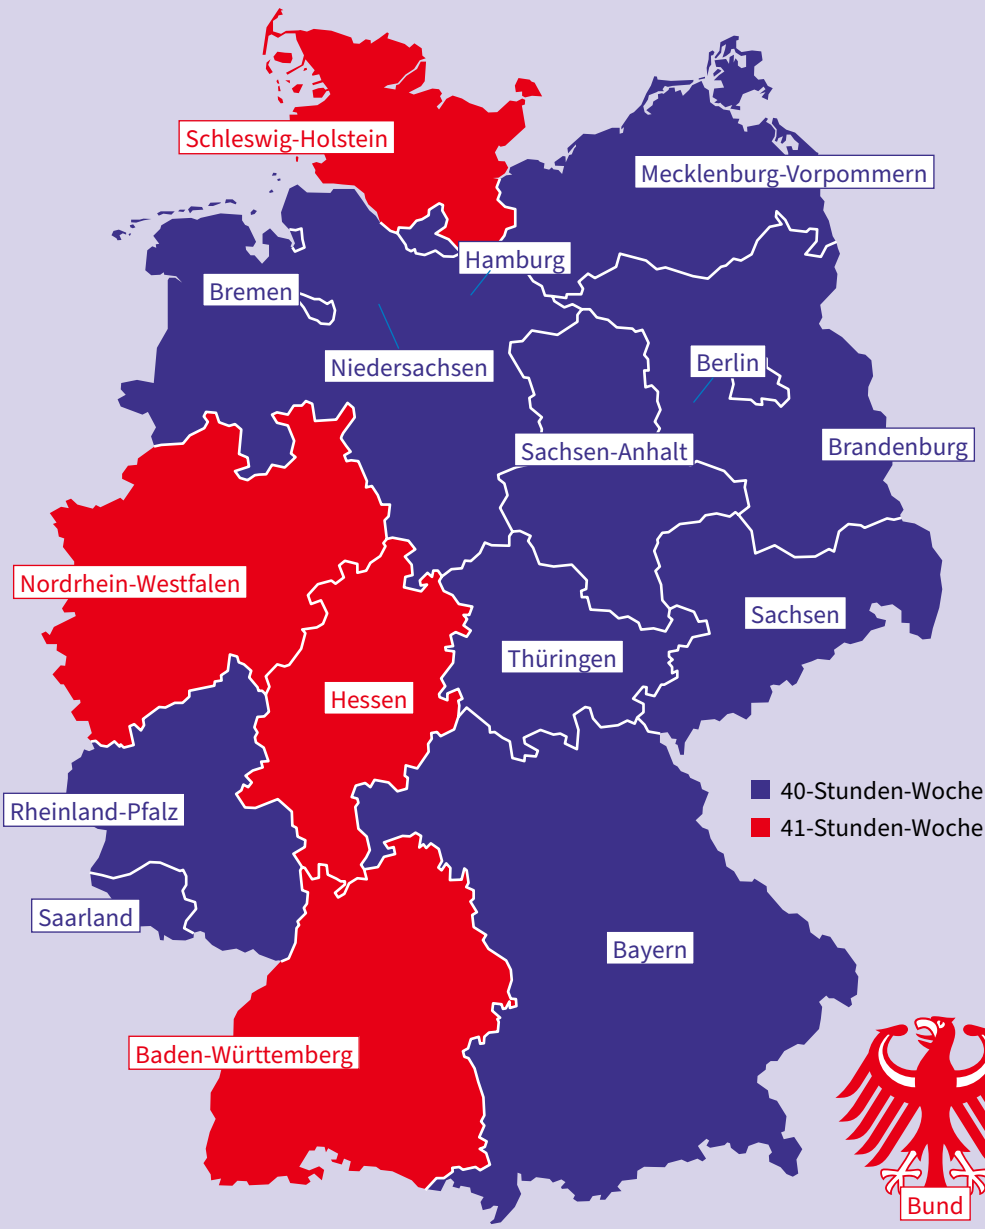 Schleswig-Holstein
Mecklenburg-Vorpommern
Hamburg
Bremen
Niedersachsen
Berlin
Sachsen-Anhalt
Brandenburg
Nordrhein-Westfalen
Sachsen
Thüringen
Hessen
40-Stunden-Woche
Rheinland-Pfalz
41-Stunden-Woche
Saarland
Bayern
Baden-Württemberg
Bund